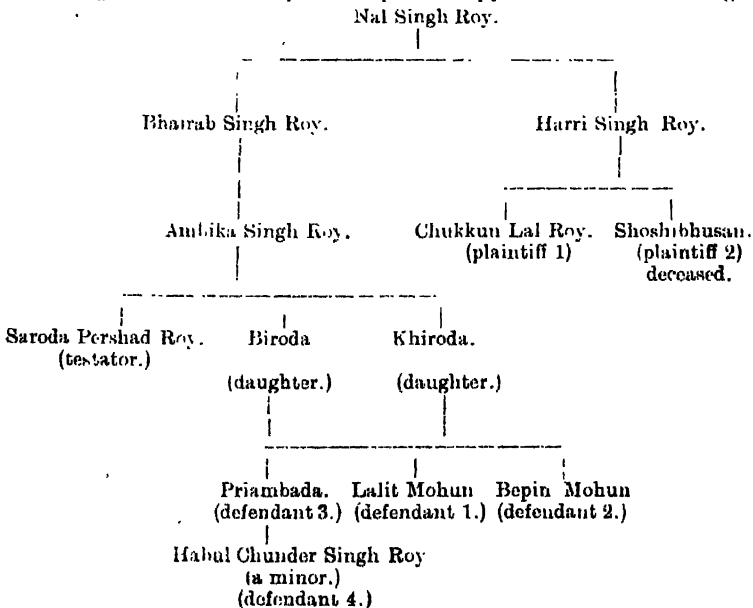 Nal Singh Roy.
Bhairab Singh Roy. Harri Singh Roy.
Ambika Singh Roy. Chukkun Lal Roy. Shoshibhusan.
(plaintiff 1) (plaintiff 2)
deceased.
Saroda Pershad Roy. Biroda Khiroda.
(testator.)
(daughter.) (daughter.)
Priambada. Lalit Mohun Bepin Mohun
(defendant 3.) (defendant 1.) (defendant 2.)
Habul Chunder Singh Roy
(a minor.)
(defendant 4.)